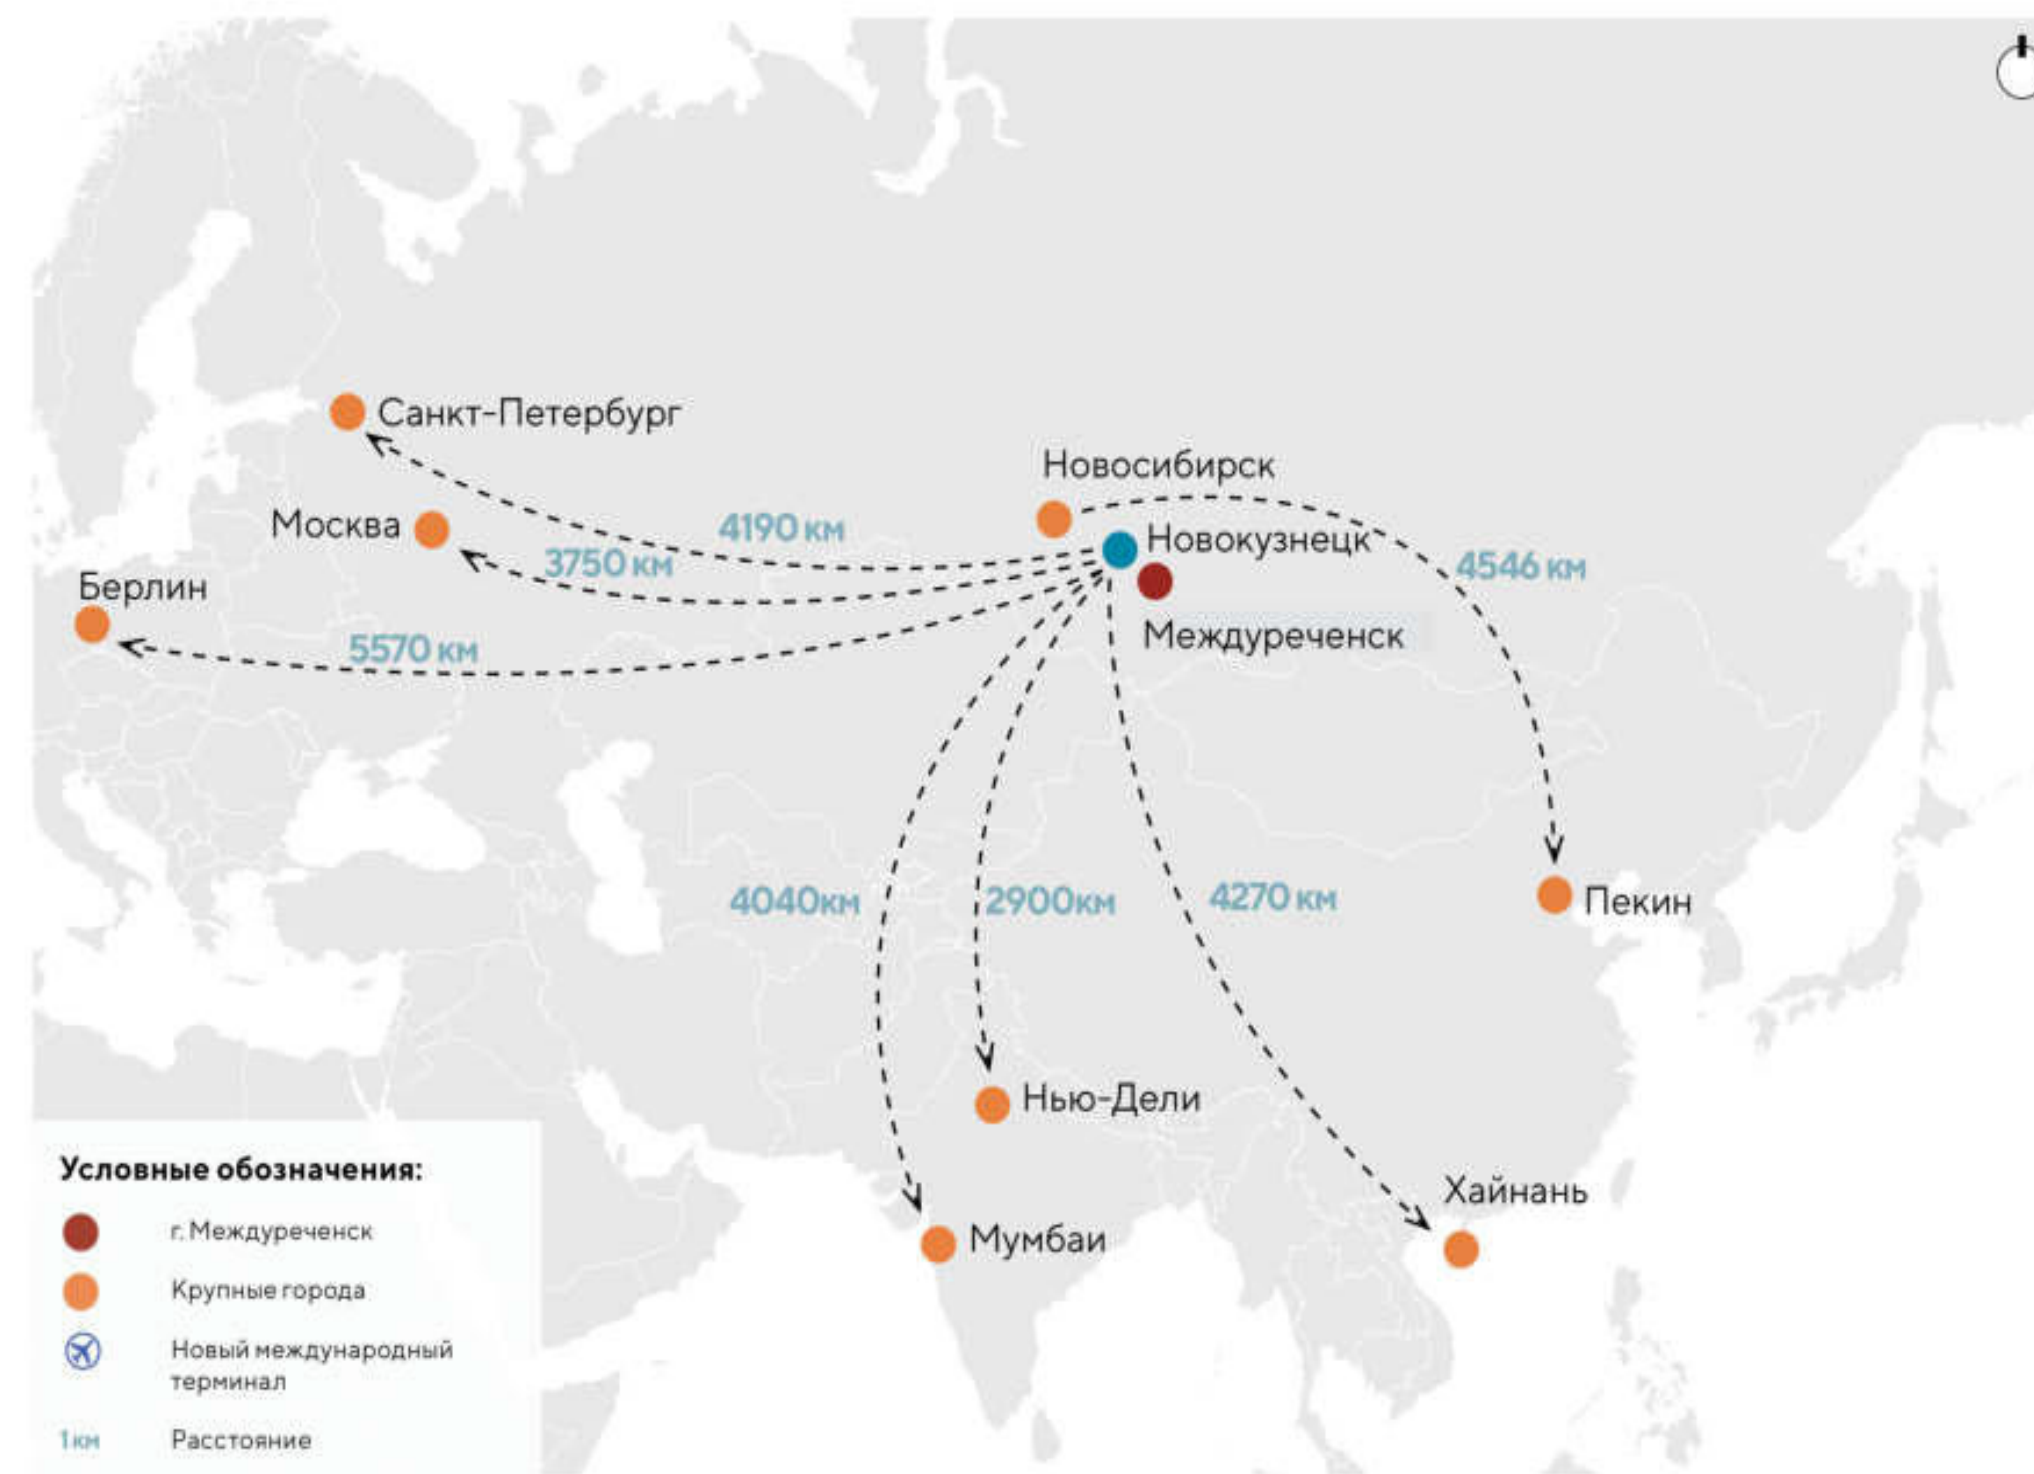 Санкт-Петербург
Новосибирск
Москва
4190 км
Новокузнецк
3750 км
4546 км
Берлин
Междуреченск
5570 км
4040км
2900км
4270 км
Пекин
Нью-Дели
Хайнань
Мумбаи
Условные обозначения:
г. Междуреченск
Крупные города
Новый международный
терминал
1 км
Расстояние